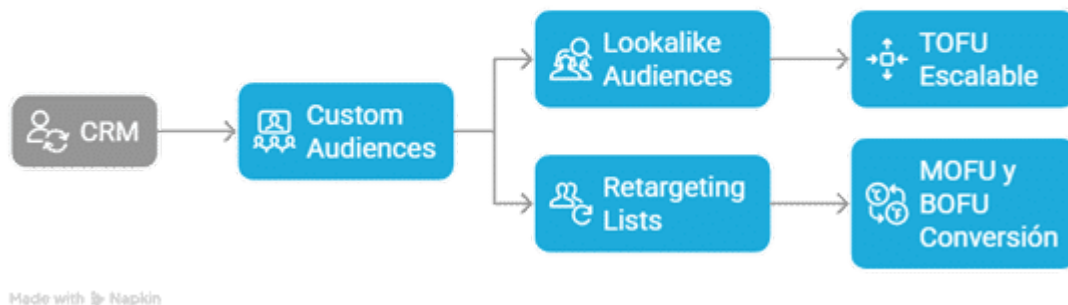 CRM
Custom
Audiences
Lookalike
Audiences
TOFU
Escalable
Retargeting
Lists
MOFU y
BOFU
Conversión
Made with Napkin